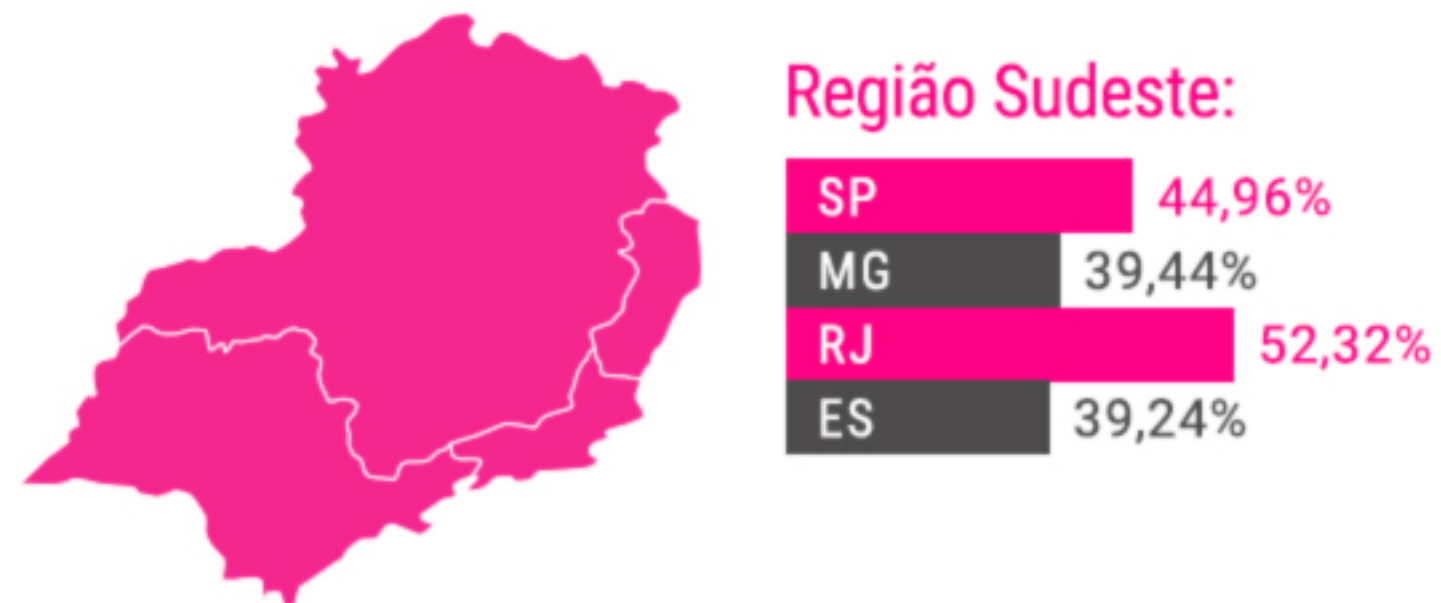 Região Sudeste:
SP 44,96%
MG 39,44%
RJ 52,32%
ES 39,24%